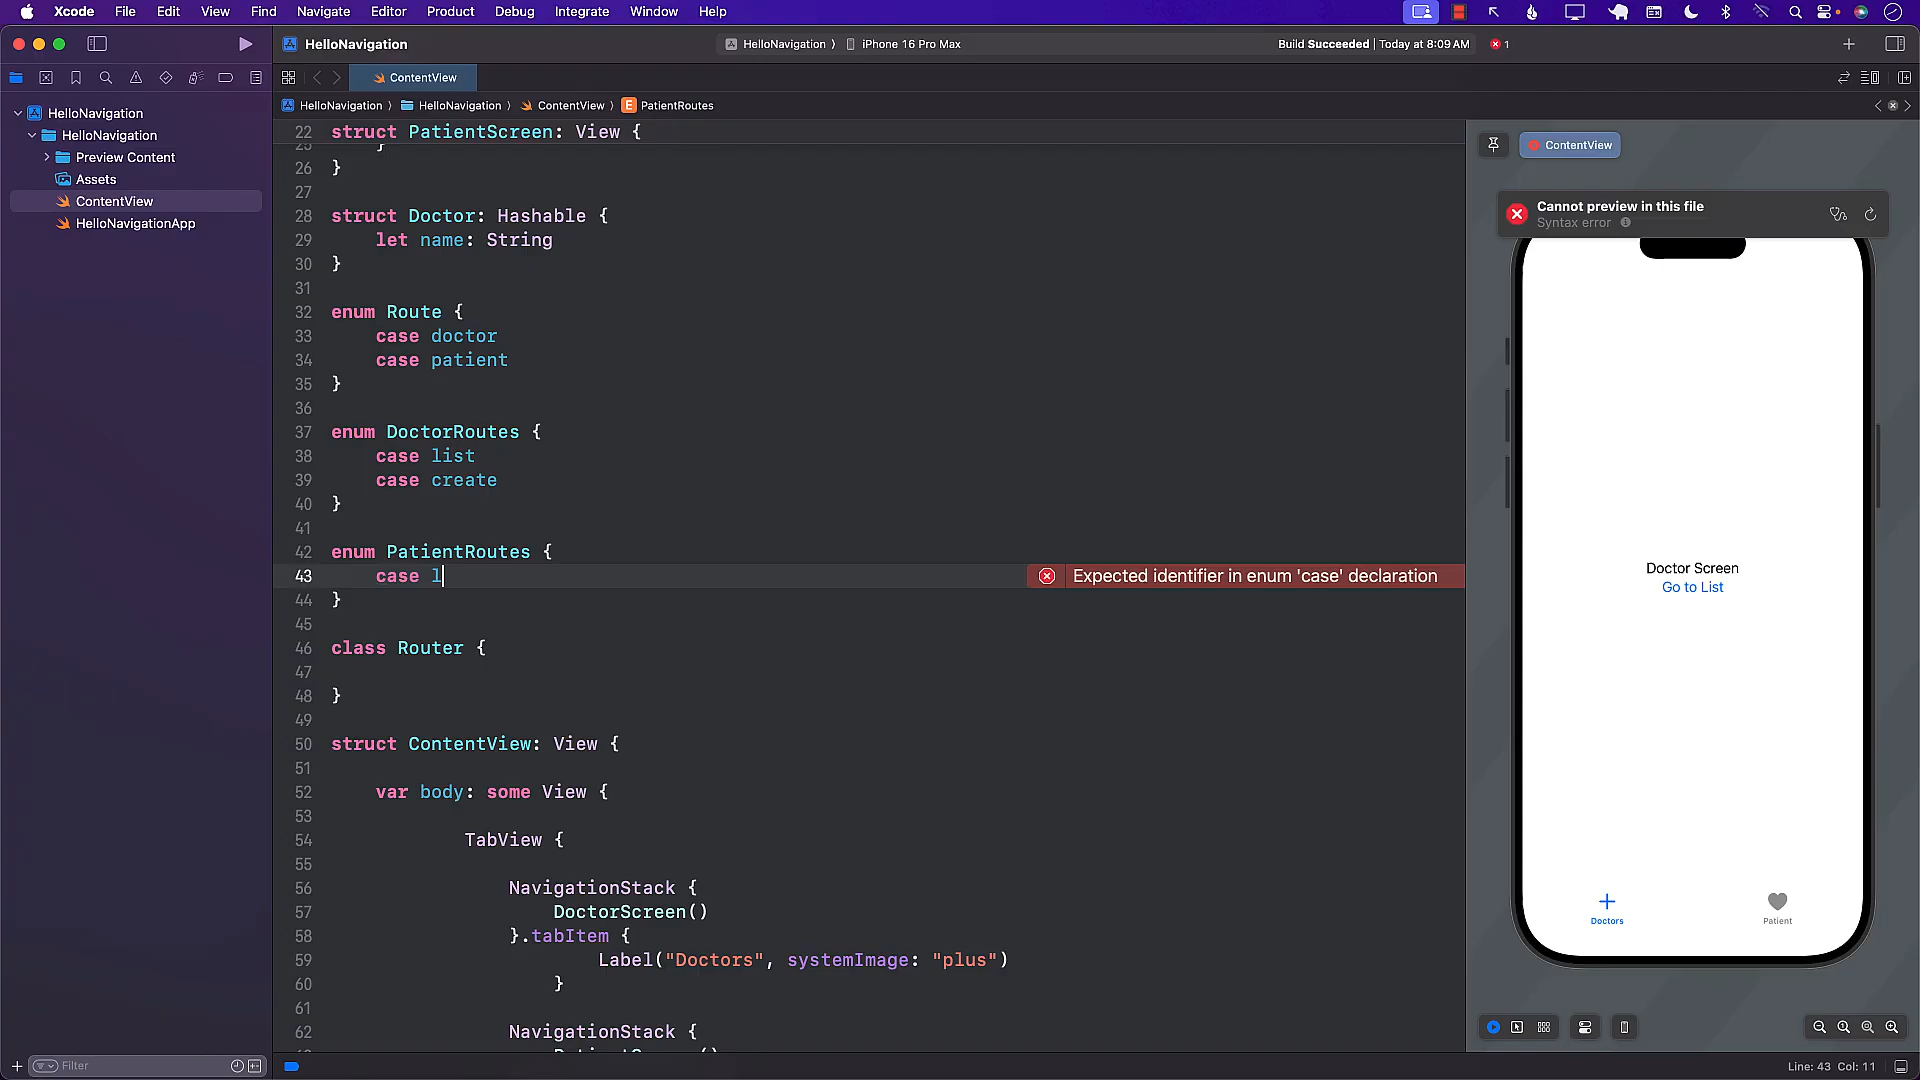 Xcode File Edit View Find Navigate Editor Product Debug Integrate Window Help
HelloNavigation
HelloNavigation 〉 iPhone 16 Pro Max
Build Succeeded | Today at 8:09 AM
1
ContentView
HelloNavigation 〉 HelloNavigation 〉 ContentView 〉 E PatientRoutes
HelloNavigation
HelloNavigation
Preview Content
Assets
ContentView
HelloNavigationApp
Filter
22 struct PatientScreen: View {
25 }
26 }
27
28 struct Doctor: Hashable {
29 let name: String
30 }
31
32 enum Route {
33 case doctor
34 case patient
35 }
36
37 enum DoctorRoutes {
38 case list
39 case create
40 }
41
42 enum PatientRoutes {
43 case l
Expected identifier in enum 'case' declaration
44 }
45
46 class Router {
47
48 }
49
50 struct ContentView: View {
51
52 var body: some View {
53
54 TabView {
55
56 NavigationStack {
57 DoctorScreen()
58 }.tabItem {
59 Label("Doctors", systemImage: "plus")
60 }
61
62 NavigationStack {
ContentView
Cannot preview in this file
Syntax error
Doctor Screen
Go to List
Doctors
Patient
Line: 43 Col: 11